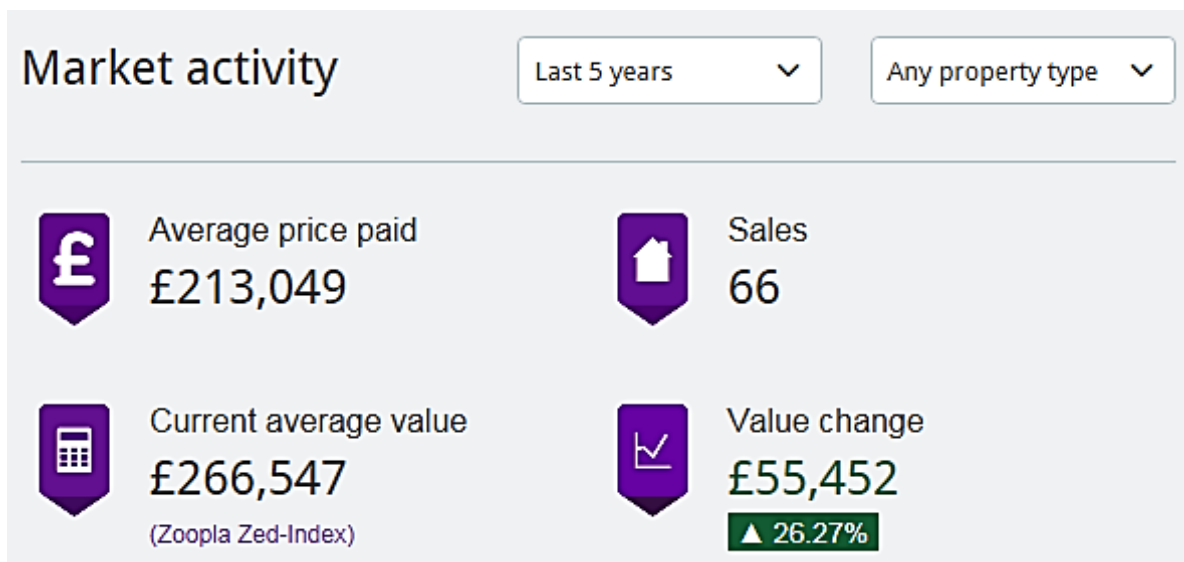 Market activity
Last 5 years
Any property type
£
Average price paid
£213,049
Sales
66
Current average value
£266,547
(Zoopla Zed-Index)
Value change
£55,452
▲ 26.27%